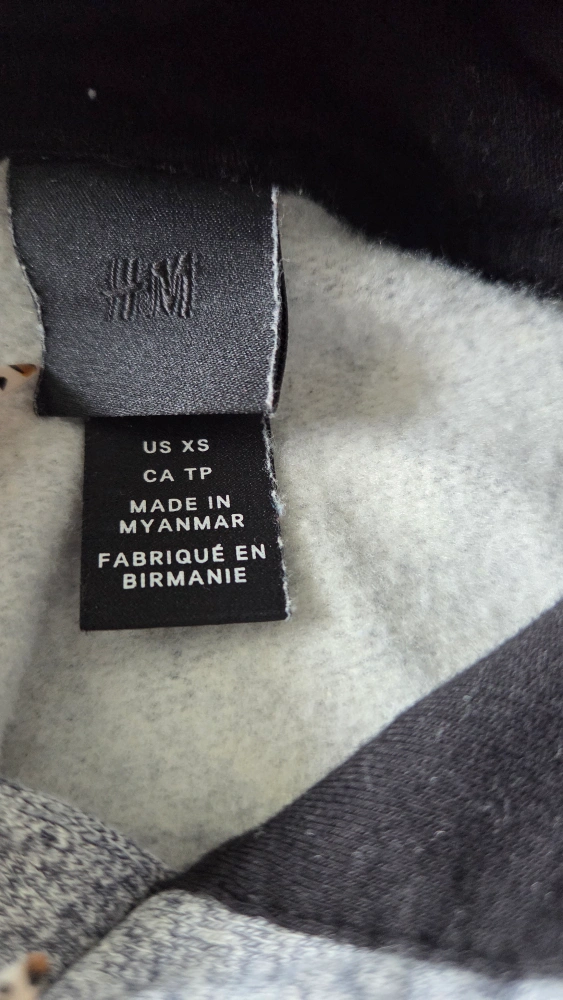 H&M
US XS
CA TP
MADE IN
MYANMAR
FABRIQUÉ EN
BIRMANIE